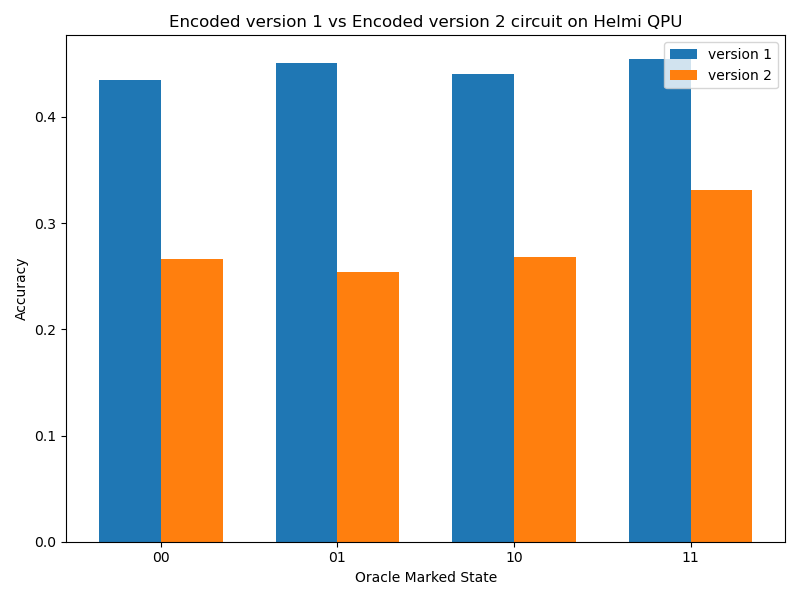 Encoded version 1 vs Encoded version 2 circuit on Helmi QPU
version 1
version 2
Accuracy
0.4
0.3
0.2
0.1
0.0
00 01 10 11
Oracle Marked State